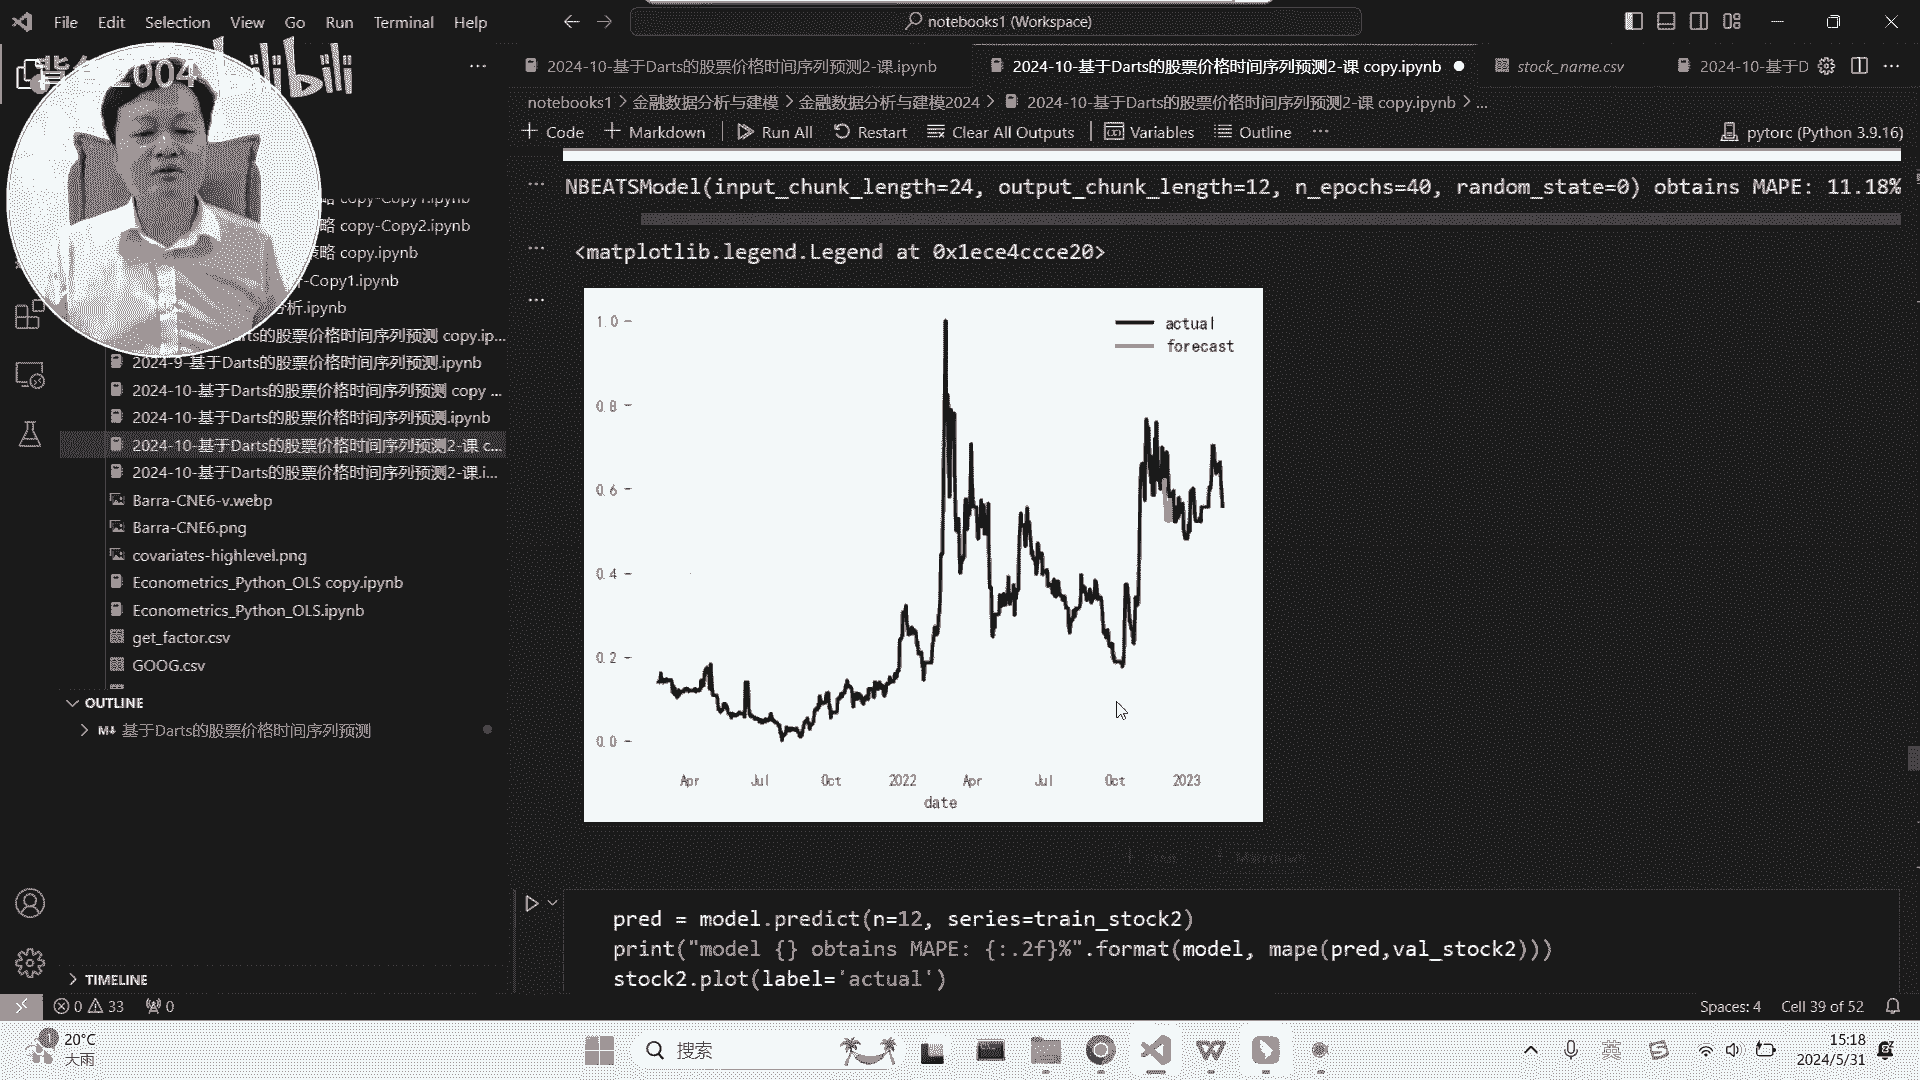 File Edit Selection View Go Run Terminal Help
notebooks1 (Workspace)
2004 bilibili
2024-10-基于Darts的股票价格时间序列预测2-课.ipynb
2024-10-基于Darts的股票价格时间序列预测2-课 copy.ipynb
stock_name.csv
2024-10-基于D
notebooks1 > 金融数据分析与建模 > 金融数据分析与建模2024 > 2024-10-基于Darts的股票价格时间序列预测2-课 copy.ipynb > ...
+ Code + Markdown Run All Restart Clear All Outputs Variables Outline ...
pytorc (Python 3.9.16)
略 copy-Copy1.ipynb
略 copy-Copy2.ipynb
策略 copy.ipynb
-Copy1.ipynb
分析.ipynb
ts的股票价格时间序列预测 copy.ip...
2024-9-基于Darts的股票价格时间序列预测.ipynb
2024-10-基于Darts的股票价格时间序列预测 copy ...
2024-10-基于Darts的股票价格时间序列预测.ipynb
2024-10-基于Darts的股票价格时间序列预测2-课 c...
2024-10-基于Darts的股票价格时间序列预测2-课.i...
Barra-CNE6-v.webp
Barra-CNE6.png
covariates-highlevel.png
Econometrics_Python_OLS copy.ipynb
Econometrics_Python_OLS.ipynb
get_factor.csv
GOOG.csv
OUTLINE
M↓ 基于Darts的股票价格时间序列预测
TIMELINE
NBEATSModel(input_chunk_length=24, output_chunk_length=12, n_epochs=40, random_state=0) obtains MAPE: 11.18%
<matplotlib.legend.Legend at 0x1ece4ccce20>
actual
forecast
1.0
0.8
0.6
0.4
0.2
0.0
Apr Jul Oct 2022 Apr Jul Oct 2023
date
pred = model.predict(n=12, series=train_stock2)
print("model {} obtains MAPE: {:.2f}%".format(model, mape(pred,val_stock2)))
stock2.plot(label='actual')
0 33 0
Spaces: 4 Cell 39 of 52
1
20°C
大雨
搜索
英
15:18
2024/5/31